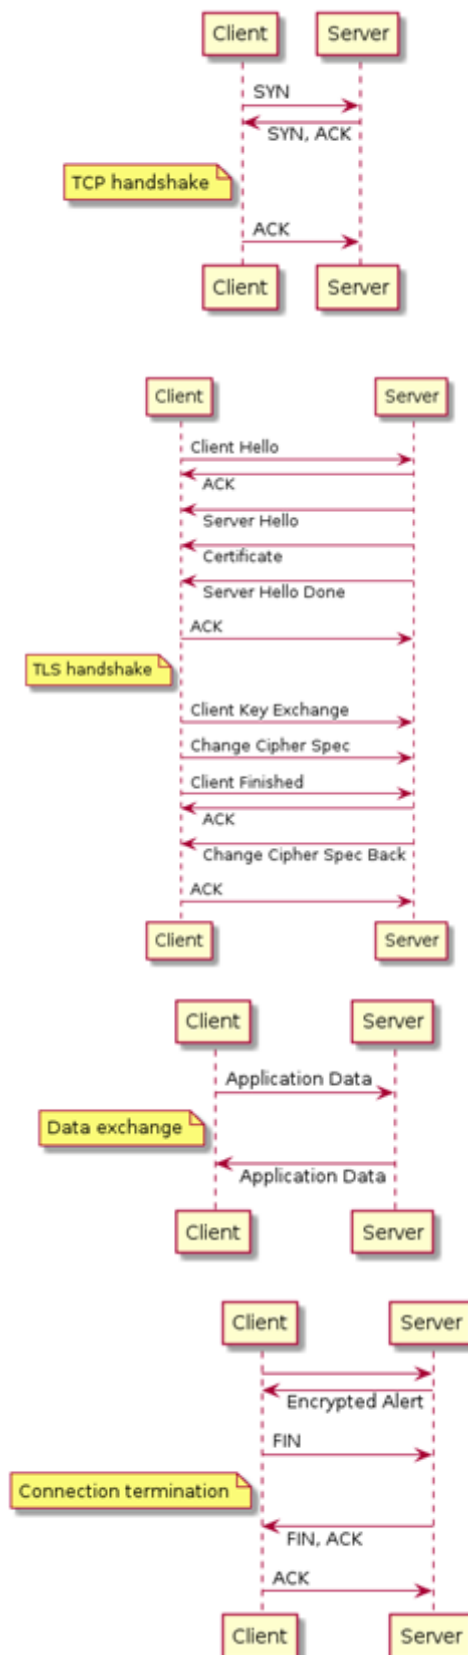 Client Server
SYN
SYN, ACK
TCP handshake
ACK
Client Server
Client Server
Client Hello
ACK
Server Hello
Certificate
Server Hello Done
ACK
TLS handshake
Client Key Exchange
Change Cipher Spec
Client Finished
ACK
Change Cipher Spec Back
ACK
Client Server
Client Server
Application Data
Data exchange
Application Data
Client Server
Client Server
Encrypted Alert
FIN
Connection termination
FIN, ACK
ACK
Client Server